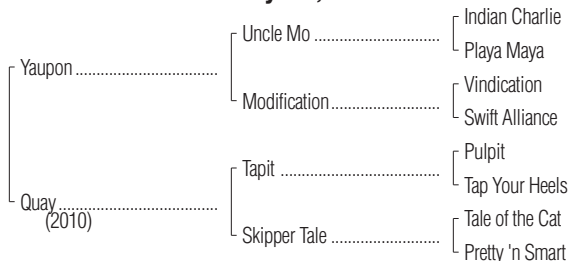 Indian Charlie
Uncle Mo ..............................
Playa Maya
Yaupon ............................................
Vindication
Modification...........................
Swift Alliance
Pulpit
Tapit ........................................
Tap Your Heels
Quay.................................................
(2010)
Tale of the Cat
Skipper Tale ...........................
Pretty 'n Smart